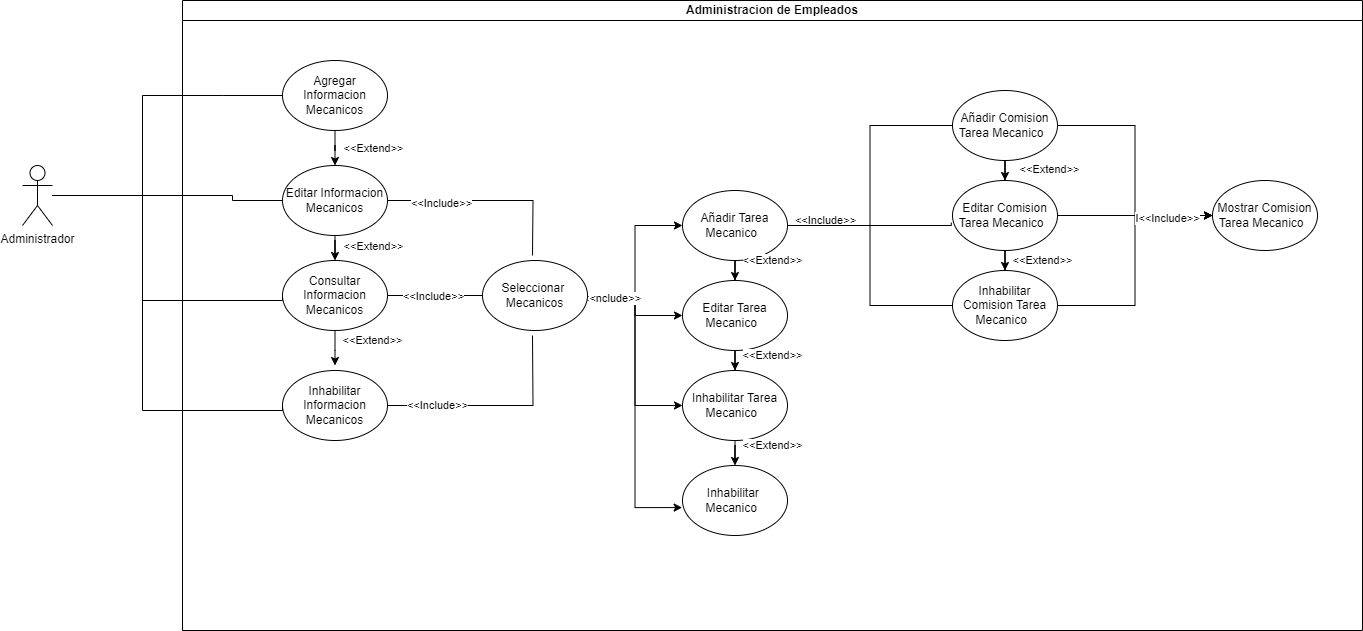 Administracion de Empleados
Administrador
Agregar
Informacion
Mecanicos
<<Extend>>
Editar Informacion
Mecanicos
<<Include>>
<<Extend>>
Consultar
Informacion
Mecanicos
<<Include>>
<<Extend>>
Inhabilitar
Informacion
Mecanicos
<<Include>>
Seleccionar
Mecanicos
<nclude>>
Añadir Tarea
Mecanico
<<Include>>
<<Extend>>
Editar Tarea
Mecanico
<<Extend>>
Inhabilitar Tarea
Mecanico
<<Extend>>
Inhabilitar
Mecanico
Añadir Comision
Tarea Mecanico
<<Extend>>
Editar Comision
Tarea Mecanico
<<Extend>>
Inhabilitar
Comision Tarea
Mecanico
I<<Include>>
Mostrar Comision
Tarea Mecanico